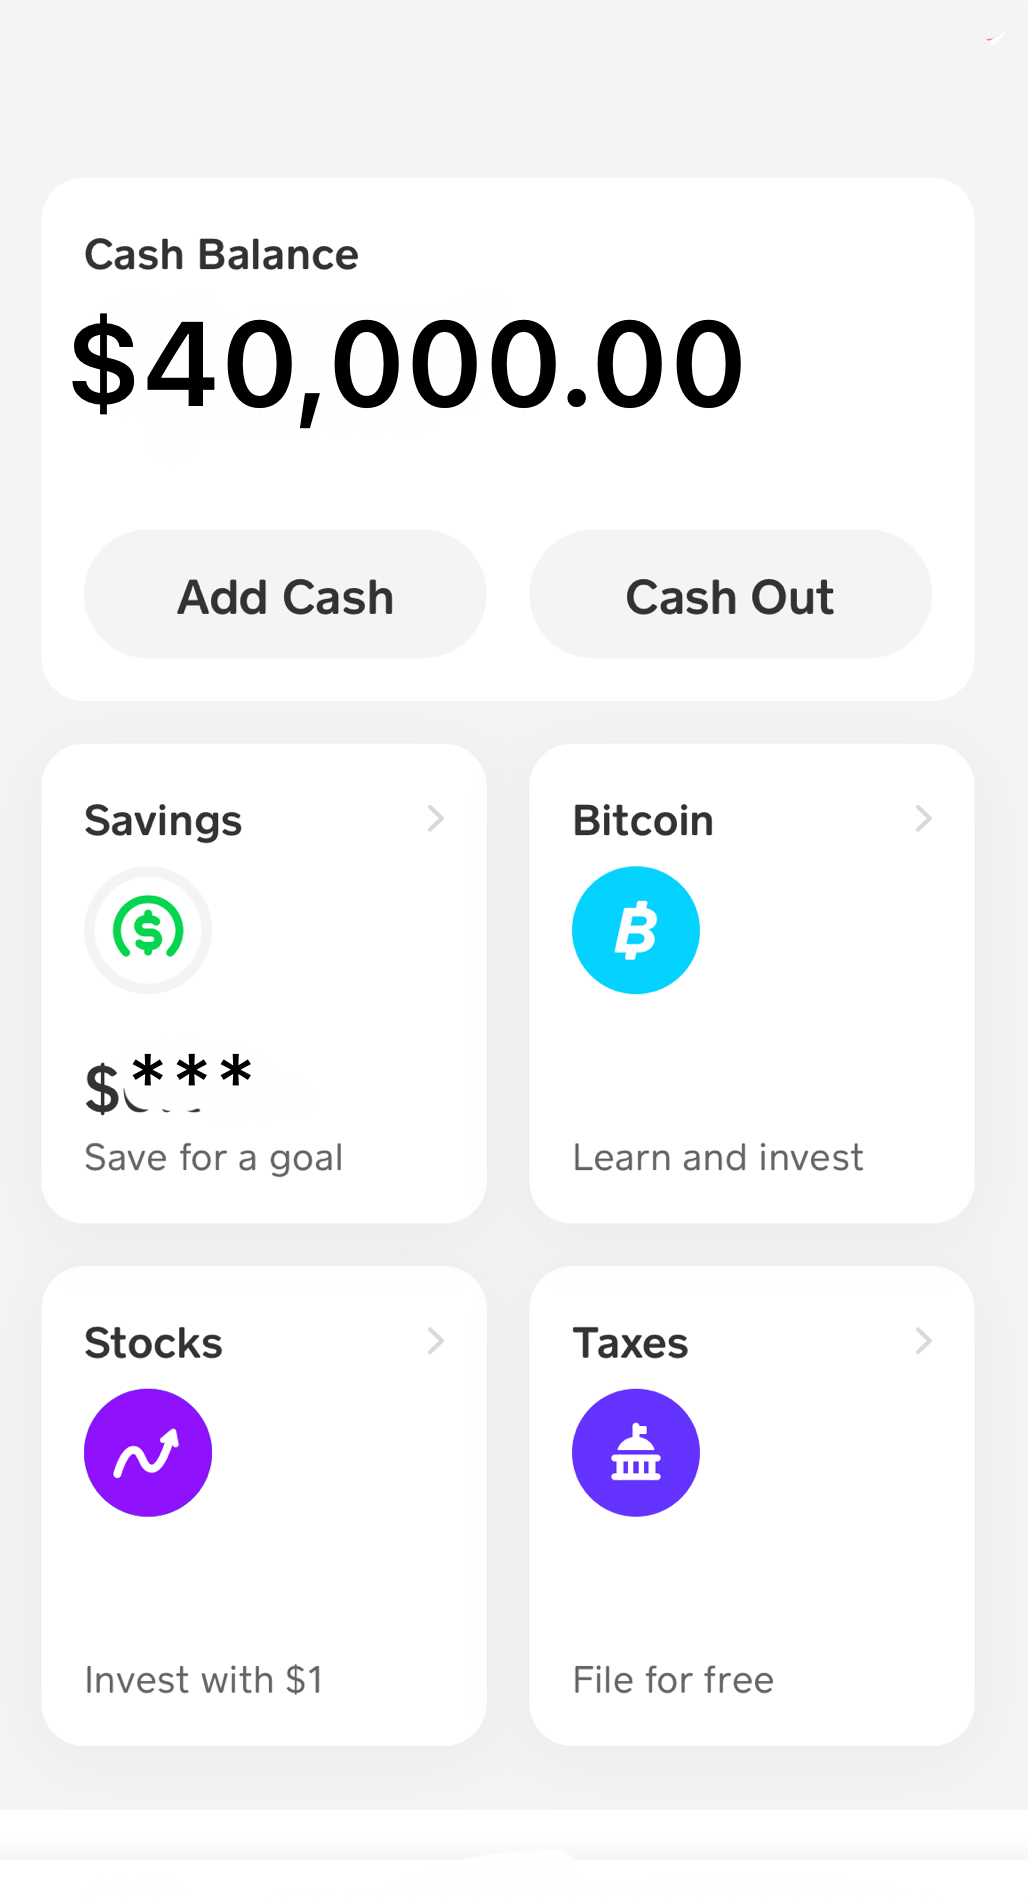 Cash Balance
$40,000.00
Add Cash
Cash Out
Savings
Bitcoin
$***
Save for a goal
Learn and invest
Stocks
Taxes
Invest with $1
File for free